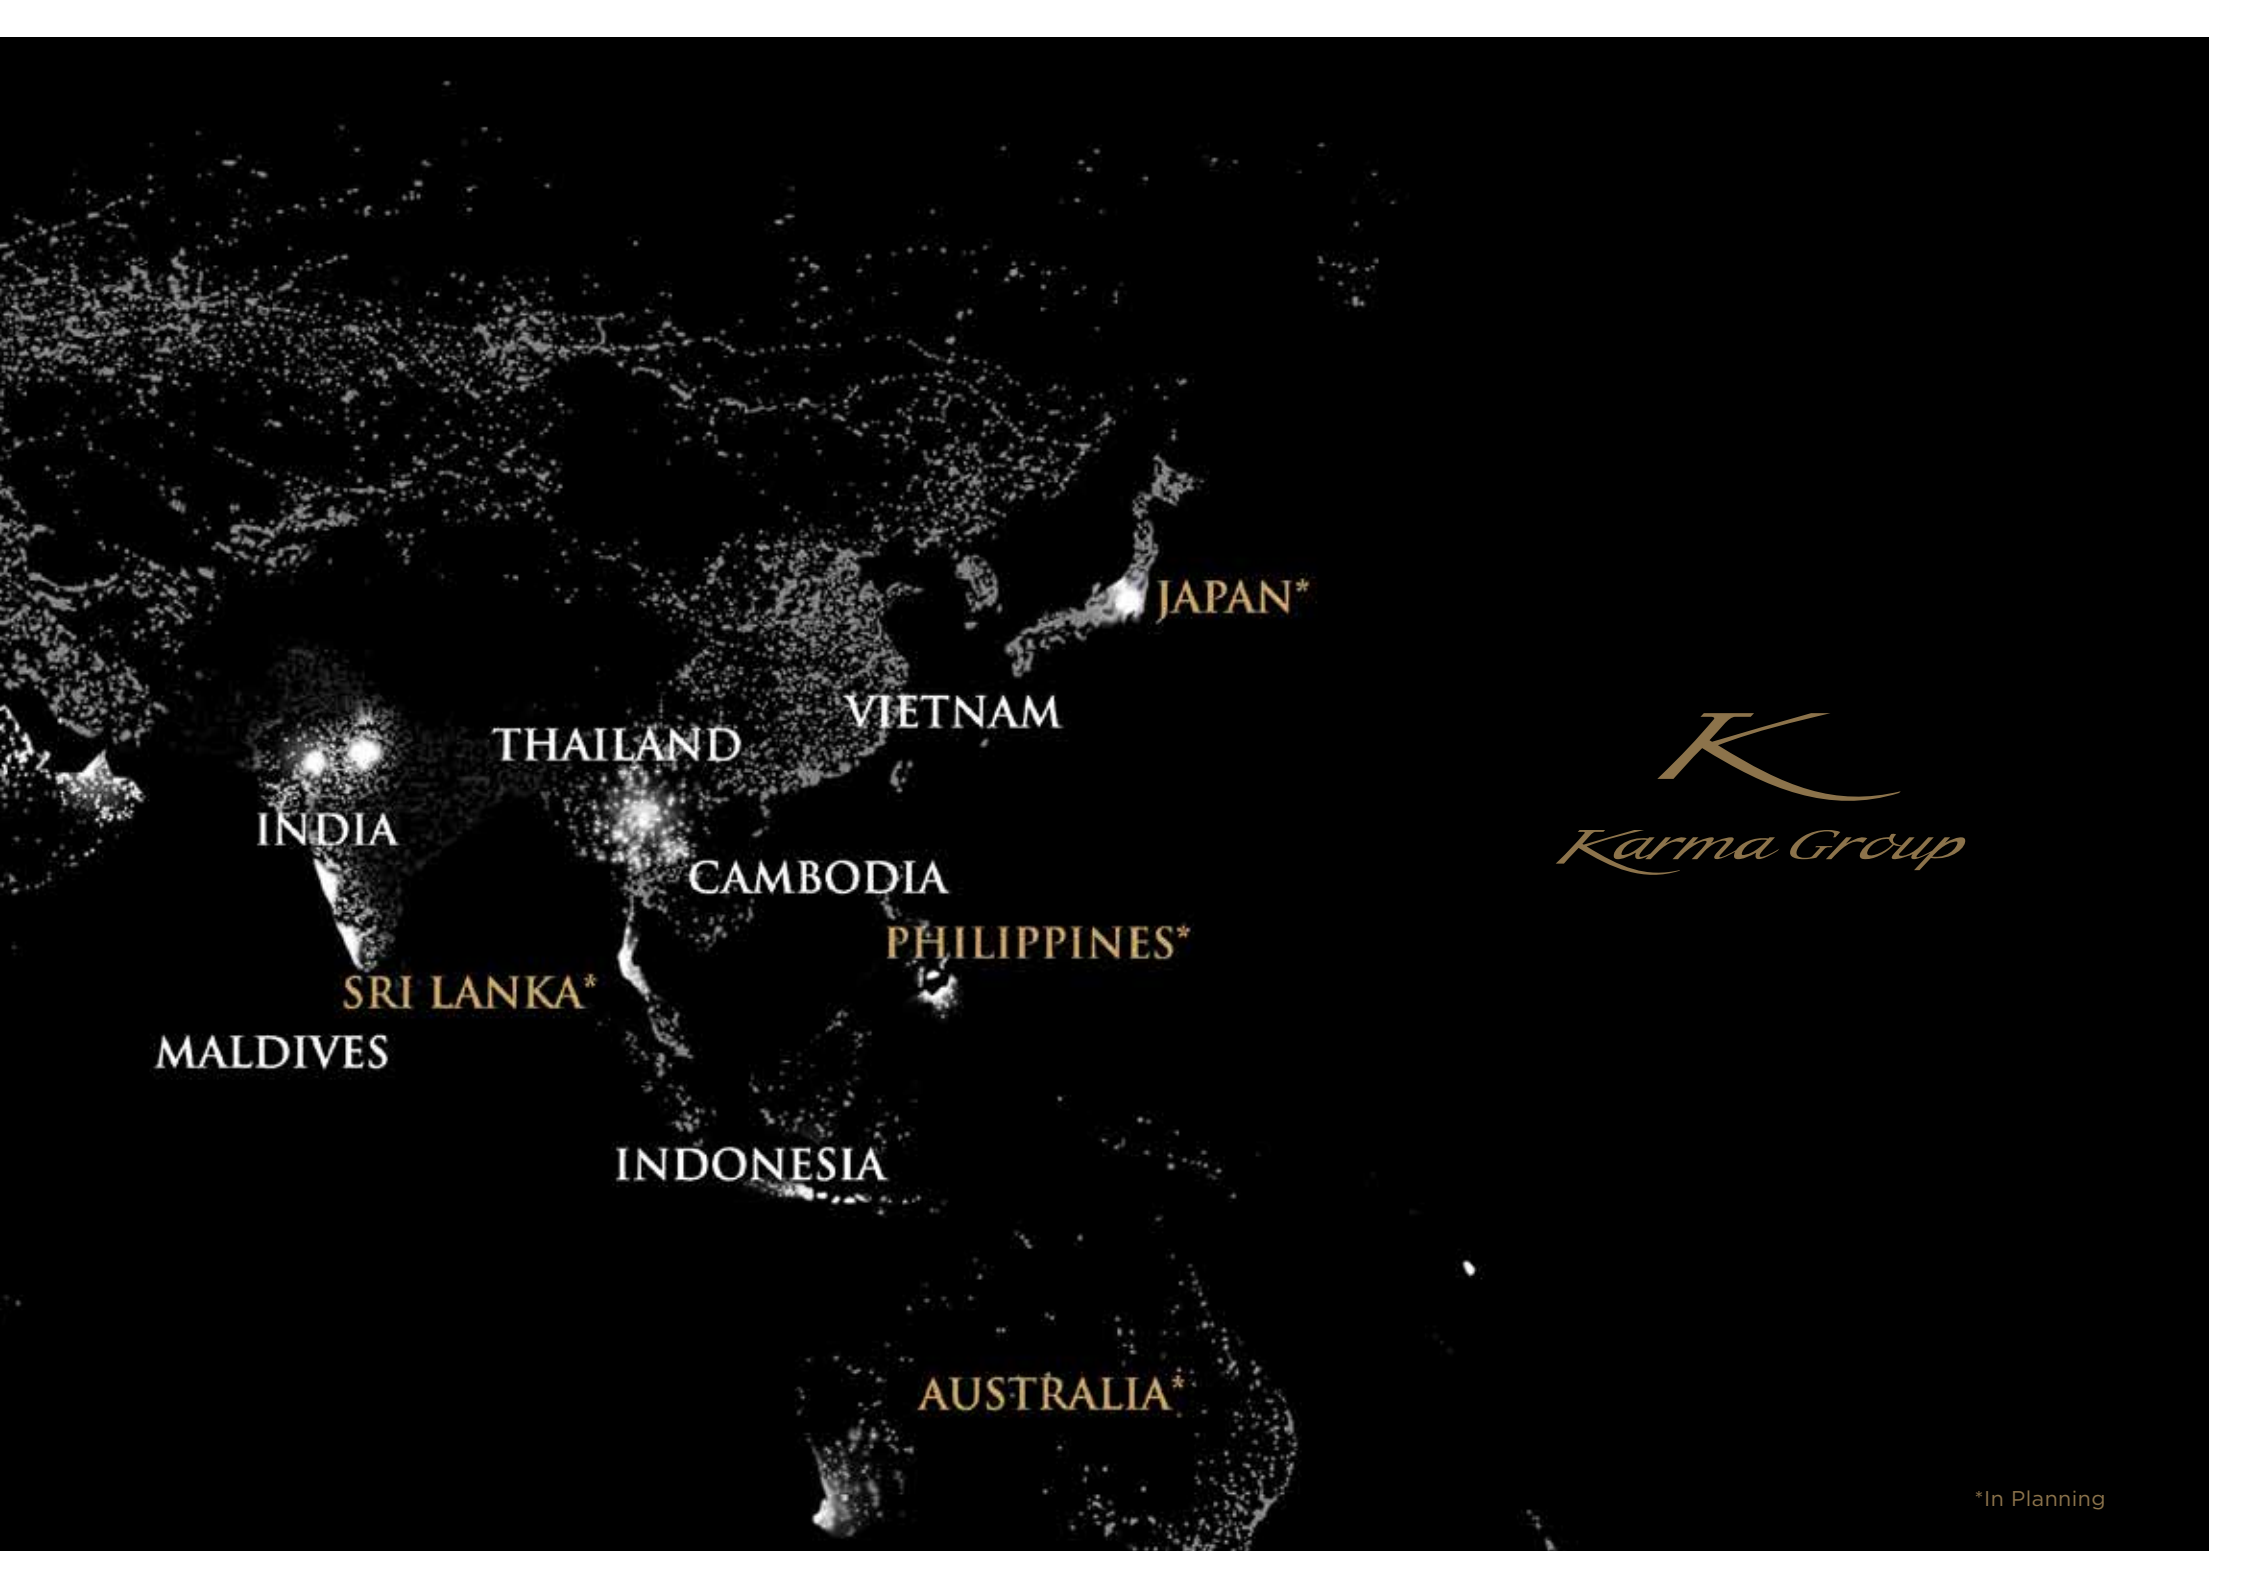 JAPAN*
VIETNAM
THAILAND
INDIA
CAMBODIA
PHILIPPINES*
SRI LANKA*
MALDIVES
INDONESIA
AUSTRALIA*
K
Karma Group
*In Planning